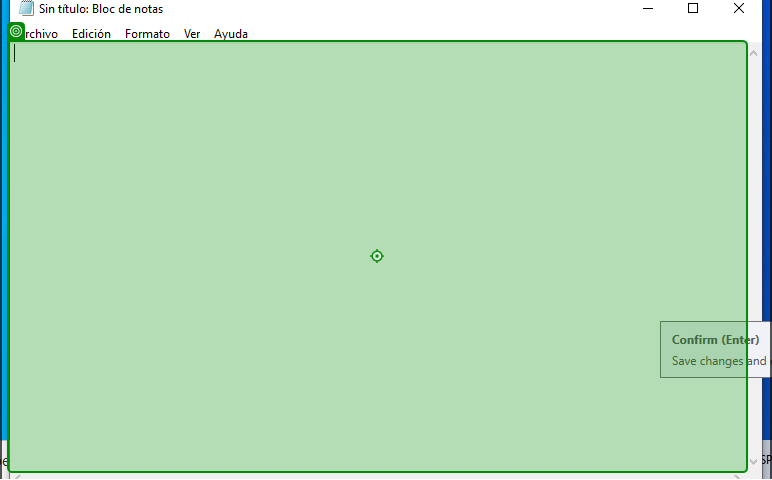 Sin título: Bloc de notas
rchivo Edición Formato Ver Ayuda
Confirm (Enter)
Save changes and